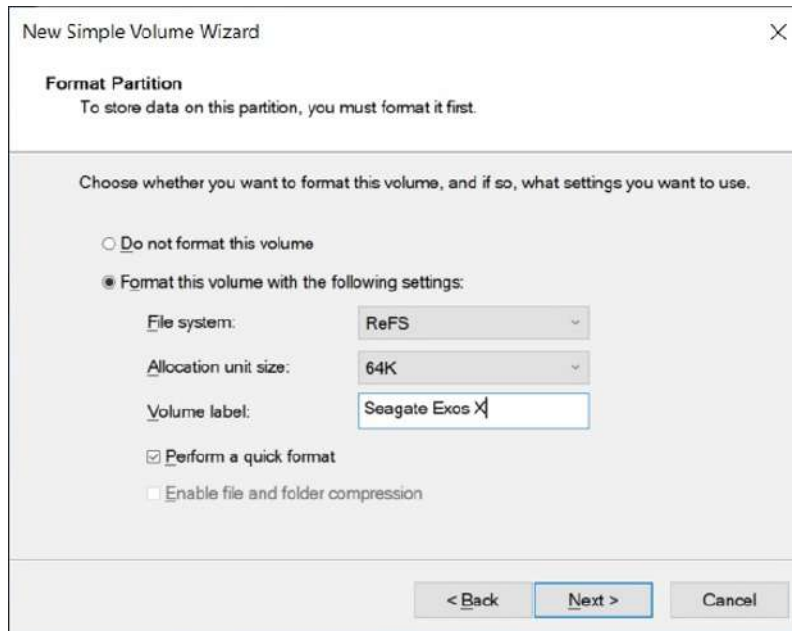 New Simple Volume Wizard
Format Partition
To store data on this partition, you must format it first.
Choose whether you want to format this volume, and if so, what settings you want to use.
Do not format this volume
Format this volume with the following settings:
File system: ReFS
Allocation unit size: 64K
Volume label: Seagate Exos X
Perform a quick format
Enable file and folder compression
< Back Next > Cancel